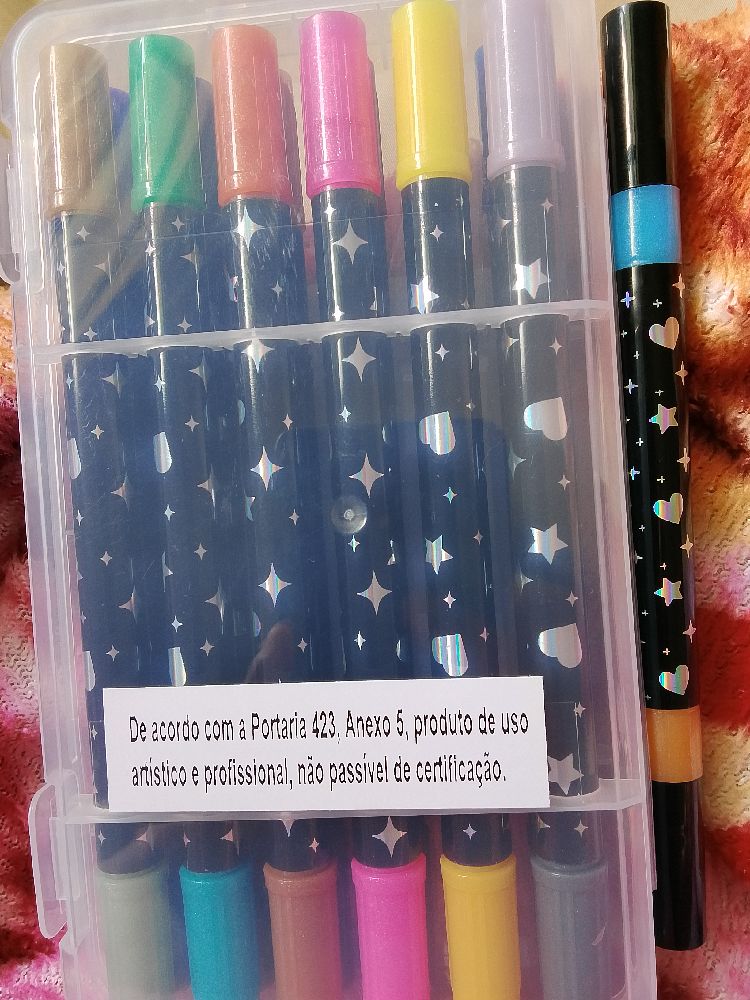 De acordo com a Portaria 423, Anexo 5, produto de uso
artístico e profissional, não passível de certificação.